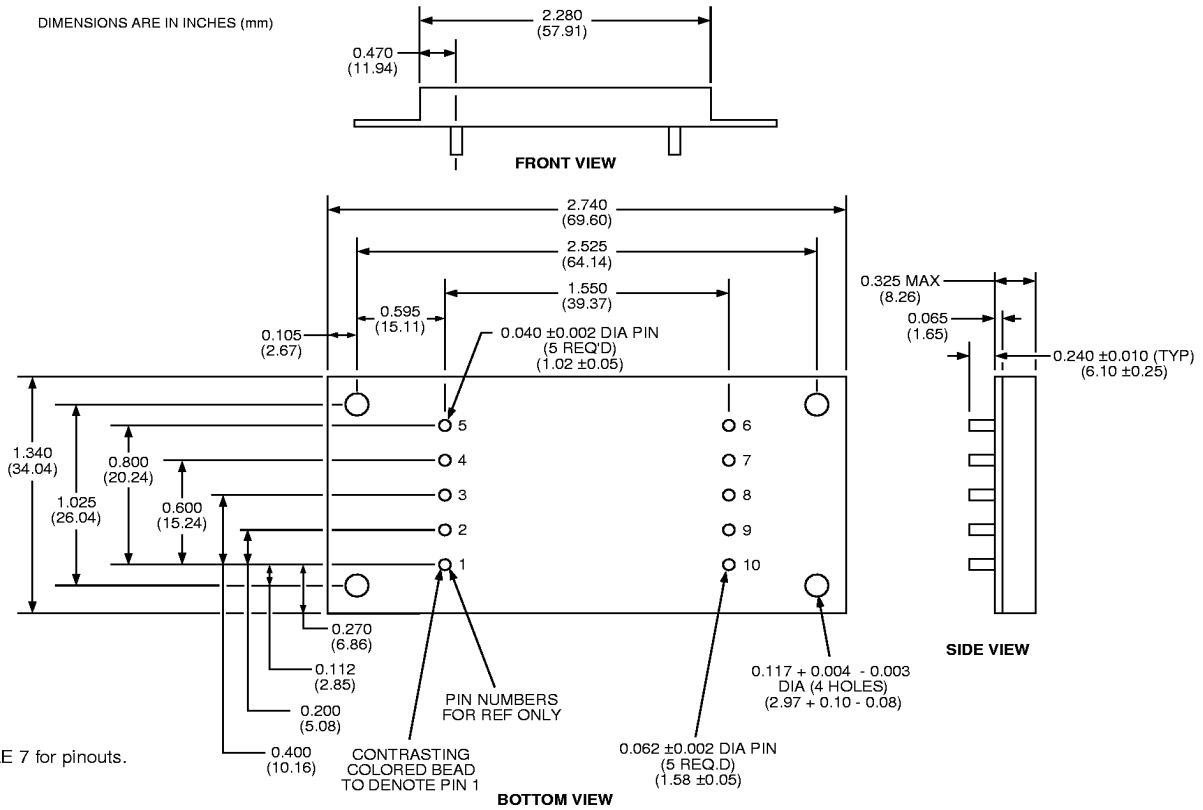 DIMENSIONS ARE IN INCHES (mm)
2.280
(57.91)
0.470
(11.94)
FRONT VIEW
2.740
(69.60)
2.525
(64.14)
1.550
(39.37)
0.595
(15.11)
0.105
(2.67)
0.040 ±0.002 DIA PIN
(5 REQ'D)
(1.02 ±0.05)
0.325 MAX
(8.26)
0.065
(1.65)
0.240 ±0.010 (TYP)
(6.10 ±0.25)
1.340
(34.04)
1.025
(26.04)
0.800
(20.24)
0.600
(15.24)
5
4
3
2
1
6
7
8
9
10
0.270
(6.86)
0.112
(2.85)
0.200
(5.08)
0.400
(10.16)
PIN NUMBERS
FOR REF ONLY
CONTRASTING
COLORED BEAD
TO DENOTE PIN 1
0.062 ±0.002 DIA PIN
(5 REQ.D)
(1.58 ±0.05)
0.117 + 0.004 - 0.003
DIA (4 HOLES)
(2.97 + 0.10 - 0.08)
SIDE VIEW
E 7 for pinouts.
BOTTOM VIEW